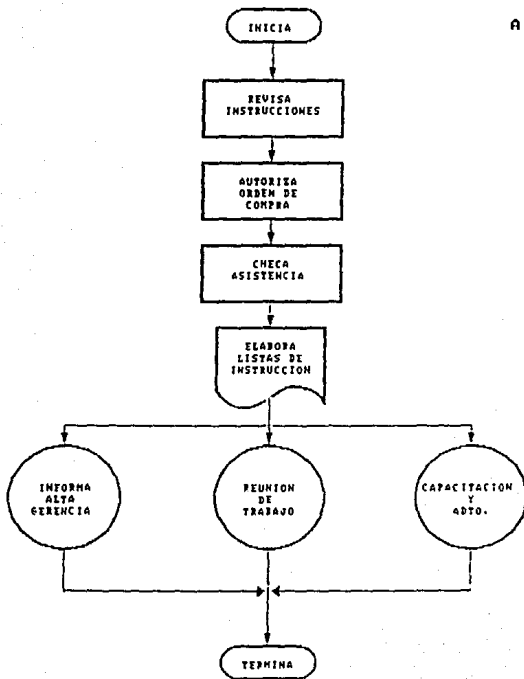 INICIA
A
REVISA
INSTRUCCIONES
AUTORIZA
ORDEN DE
COMPRA
CHECA
ASISTENCIA
ELABORA
LISTAS DE
INSTRUCCION
INFORMA
ALTA
GERENCIA
REUNION
DE
TRABAJO
CAPACITACION
Y
ADTO.
TERMINA